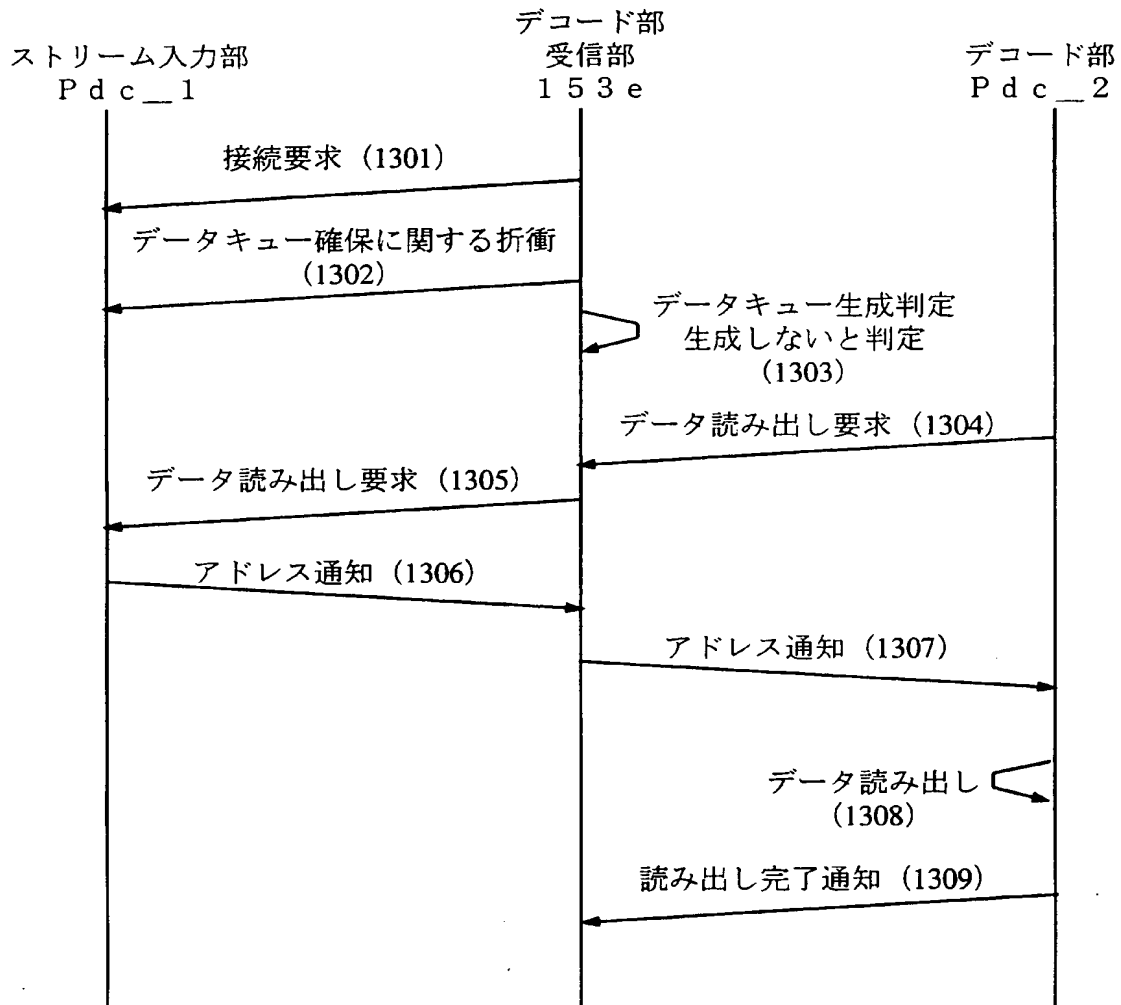 ストリーム入力部
Pdc_1
デコード部
受信部
153e
デコード部
Pdc_2
接続要求 (1301)
データキュー確保に関する折衝
(1302)
データキュー生成判定
生成しないと判定
(1303)
データ読み出し要求 (1304)
データ読み出し要求 (1305)
アドレス通知 (1306)
アドレス通知 (1307)
データ読み出し
(1308)
読み出し完了通知 (1309)